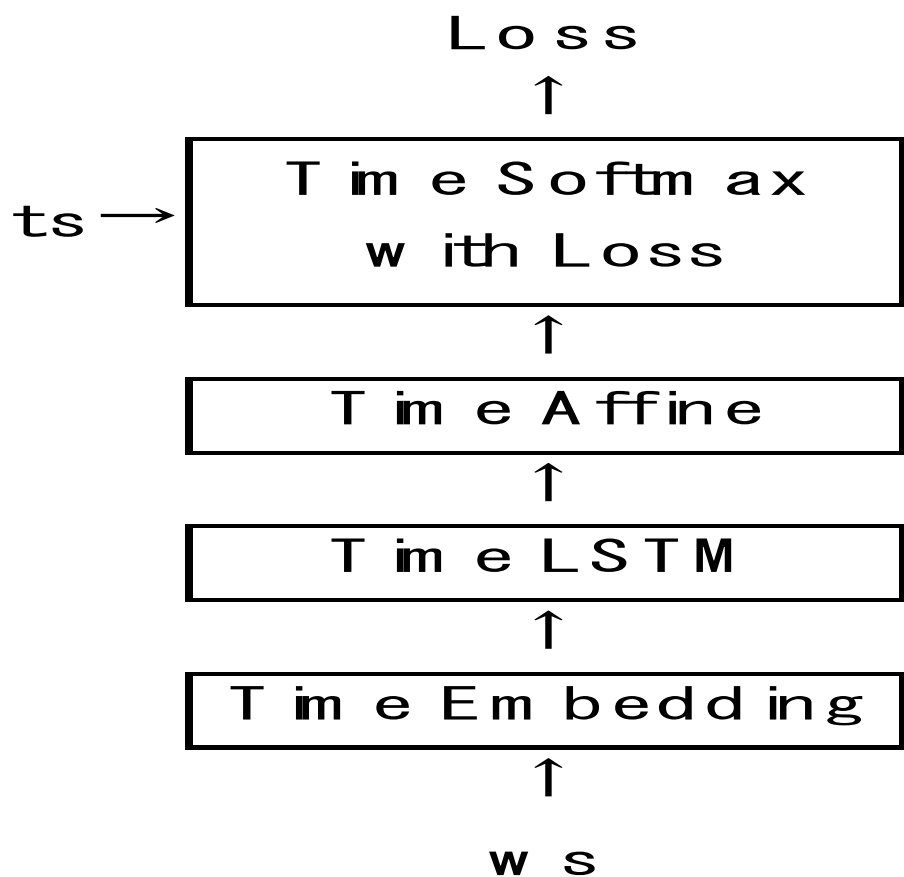 Loss
↑
Time Softmax
ts →
with Loss
↑
Time Affine
↑
Time LSTM
↑
Time Embedding
↑
ws